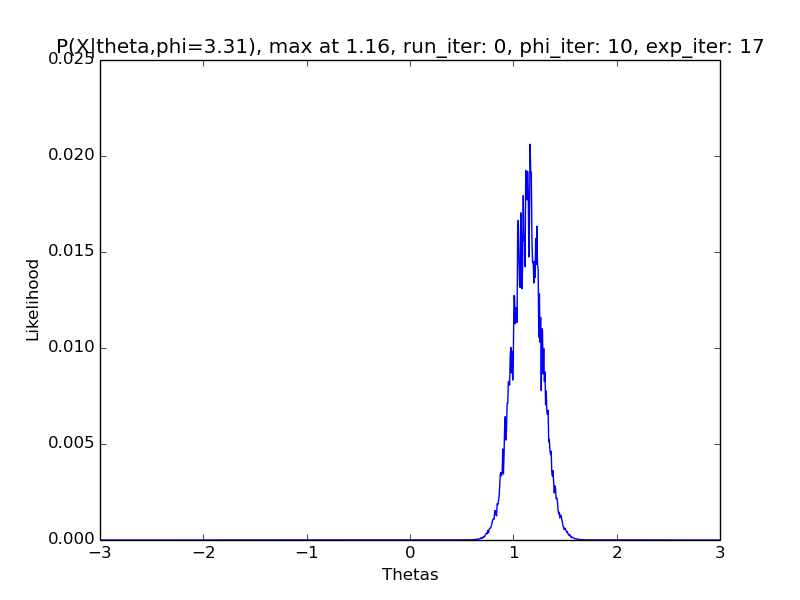 P(X|theta,phi=3.31), max at 1.16, run_iter: 0, phi_iter: 10, exp_iter: 17
0.025
0.020
0.015
0.010
0.005
0.000
Likelihood
−3 −2 −1 0 1 2 3
Thetas